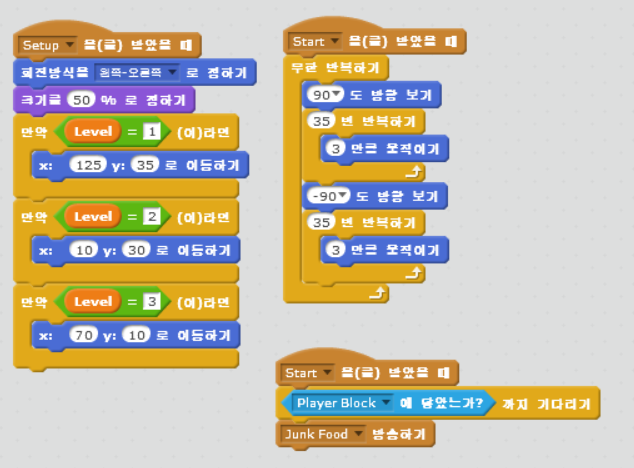 Setup 을(를) 받았을 때
회전방식을 왼쪽-오른쪽 로 정하기
크기를 50 % 로 정하기
만약 Level = 1 (이)라면
x: 125 y: 35 로 이동하기
만약 Level = 2 (이)라면
x: 10 y: 30 로 이동하기
만약 Level = 3 (이)라면
x: 70 y: 10 로 이동하기
Start 을(를) 받았을 때
무한 반복하기
90 도 방향 보기
35 번 반복하기
3 만큼 움직이기
-90 도 방향 보기
35 번 반복하기
3 만큼 움직이기
Start 을(를) 받았을 때
Player Block 에 닿았는가? 까지 기다리기
Junk Food 방송하기